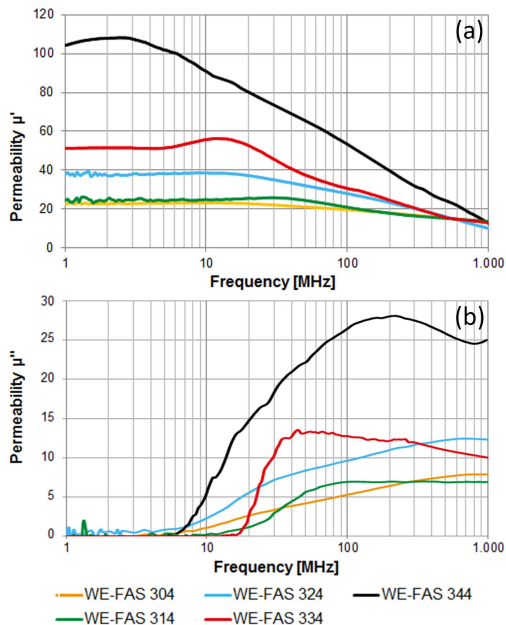 (a)
120
100
80
60
40
20
0
Permeability µ'
1 10 100 1.000
Frequency [MHz]
(b)
30
25
20
15
10
5
0
Permeability µ''
1 10 100 1.000
Frequency [MHz]
WE-FAS 304 WE-FAS 324 WE-FAS 344
WE-FAS 314 WE-FAS 334